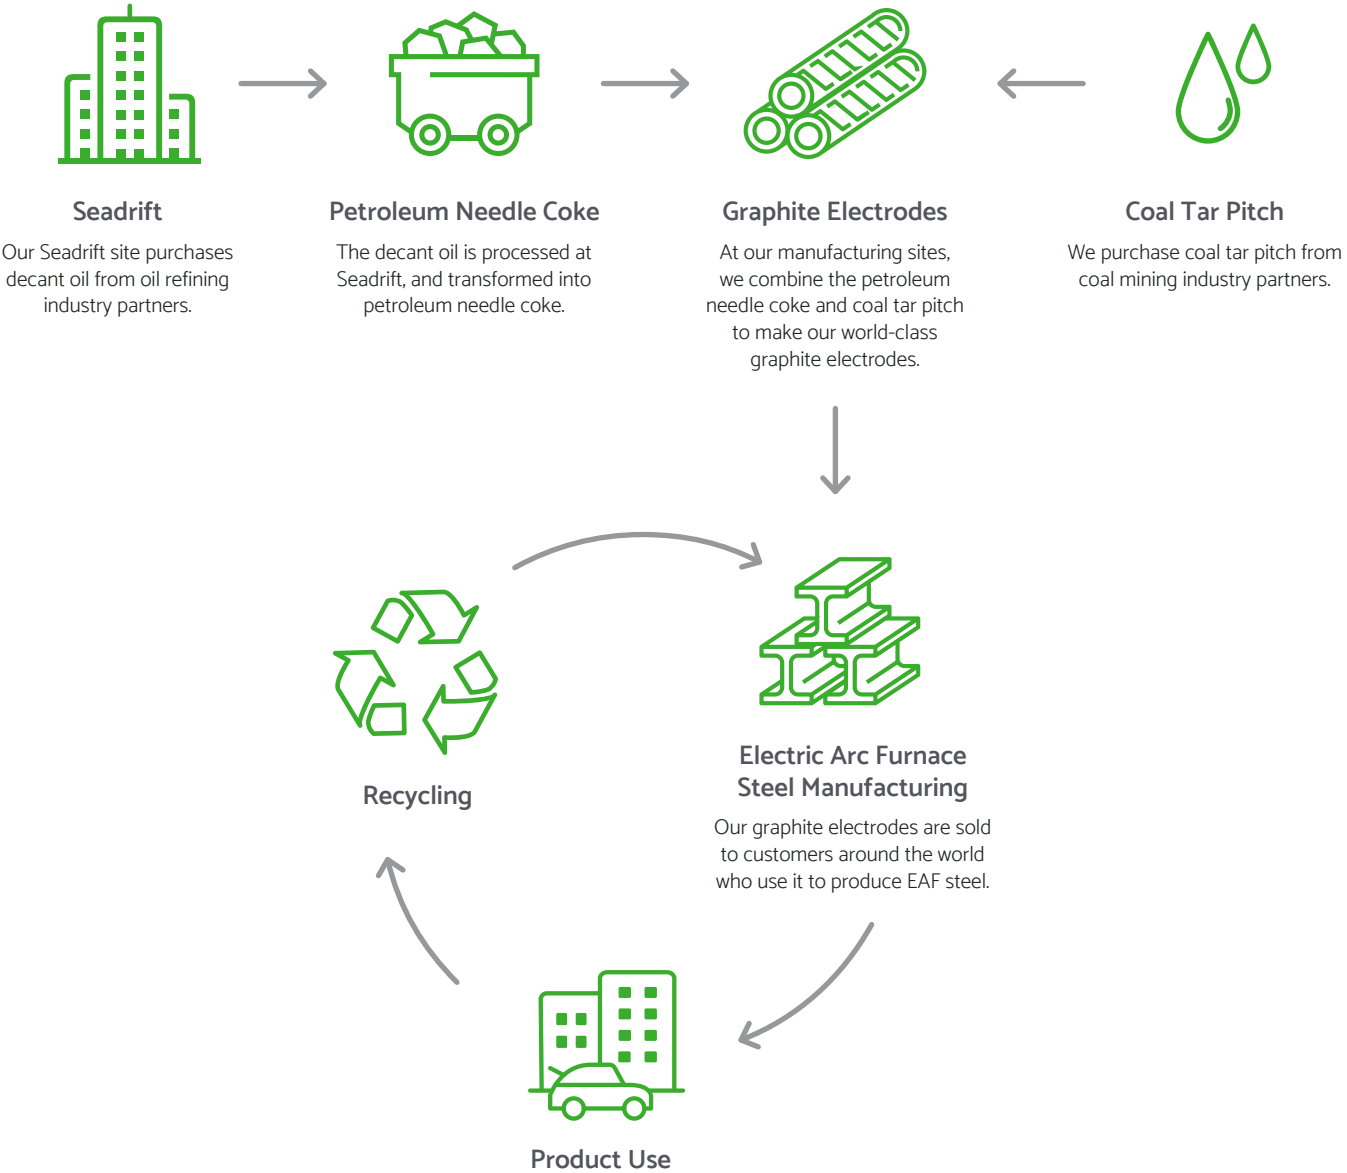 Seadrift
Our Seadrift site purchases
decant oil from oil refining
industry partners.
Petroleum Needle Coke
The decant oil is processed at
Seadrift, and transformed into
petroleum needle coke.
Graphite Electrodes
At our manufacturing sites,
we combine the petroleum
needle coke and coal tar pitch
to make our world-class
graphite electrodes.
Coal Tar Pitch
We purchase coal tar pitch from
coal mining industry partners.
Electric Arc Furnace
Steel Manufacturing
Our graphite electrodes are sold
to customers around the world
who use it to produce EAF steel.
Recycling
Product Use